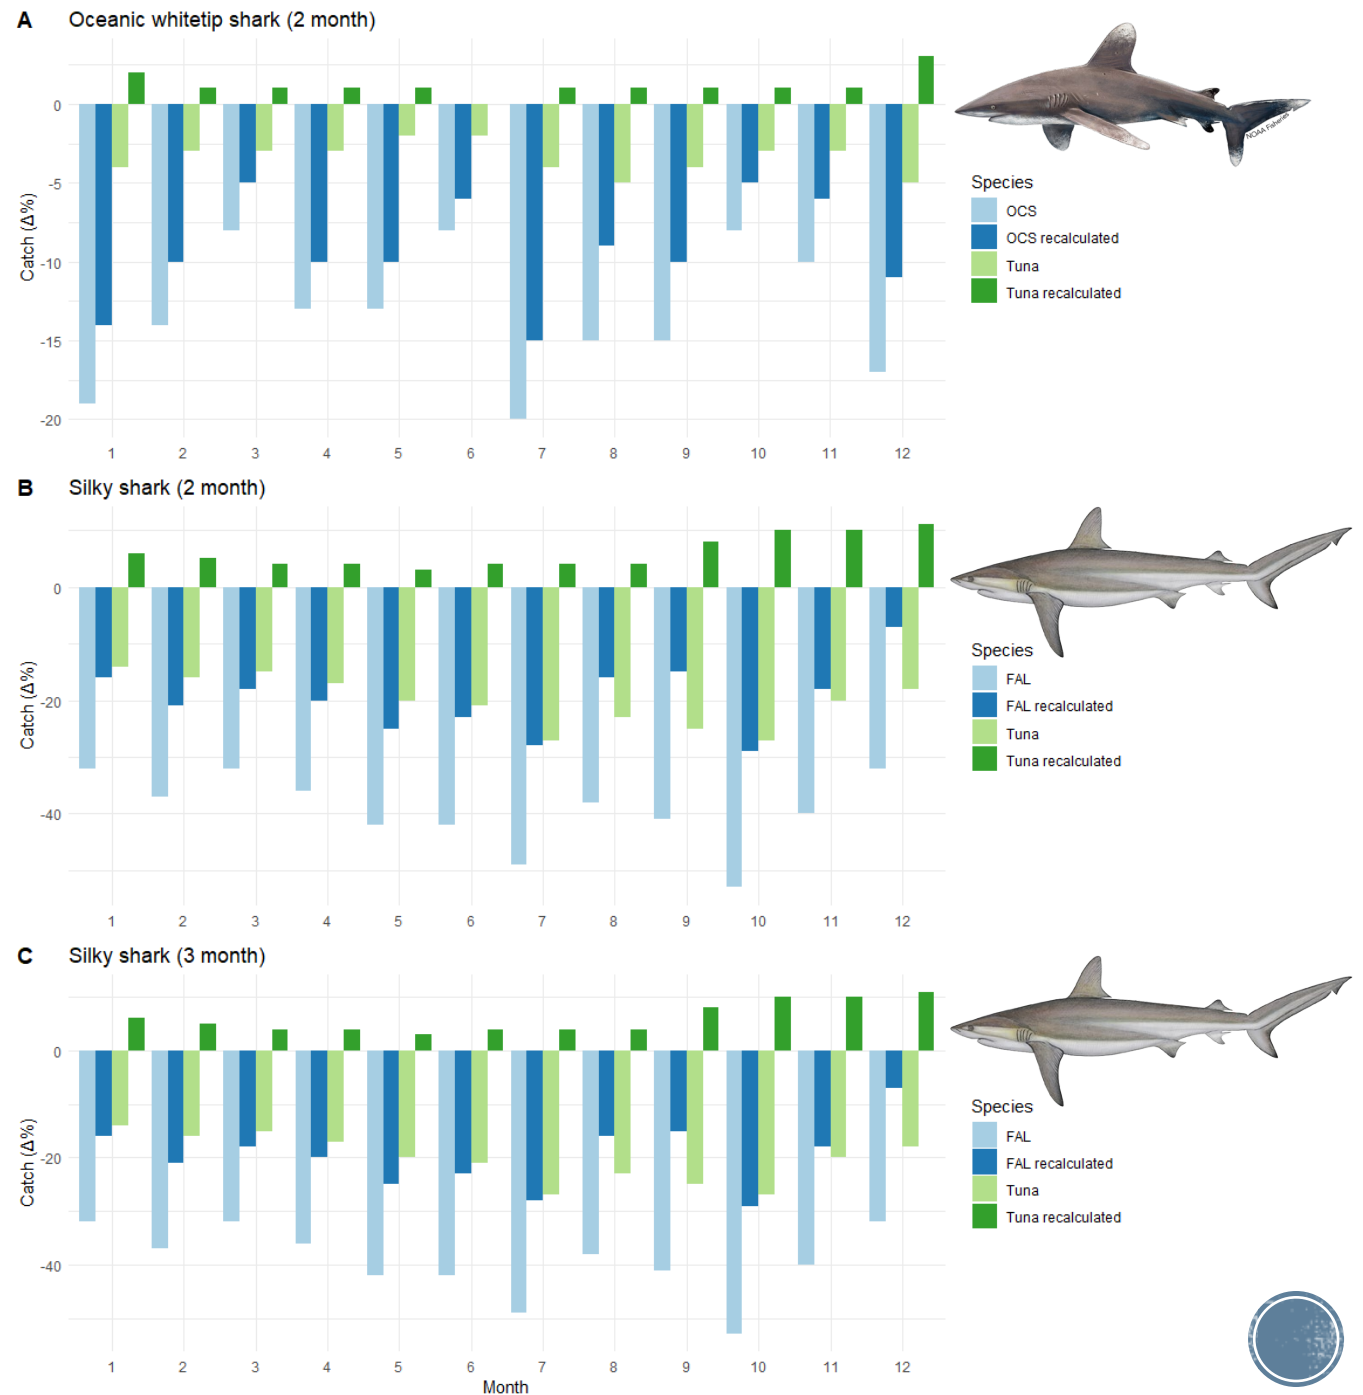 A Oceanic whitetip shark (2 month)
0
-5
-10
-15
-20
Catch (Δ%)
1 2 3 4 5 6 7 8 9 10 11 12
NOAA Fisheries
Species
OCS
OCS recalculated
Tuna
Tuna recalculated
B Silky shark (2 month)
0
-20
-40
Catch (Δ%)
1 2 3 4 5 6 7 8 9 10 11 12
Species
FAL
FAL recalculated
Tuna
Tuna recalculated
C Silky shark (3 month)
0
-20
-40
Catch (Δ%)
1 2 3 4 5 6 7 8 9 10 11 12
Month
Species
FAL
FAL recalculated
Tuna
Tuna recalculated